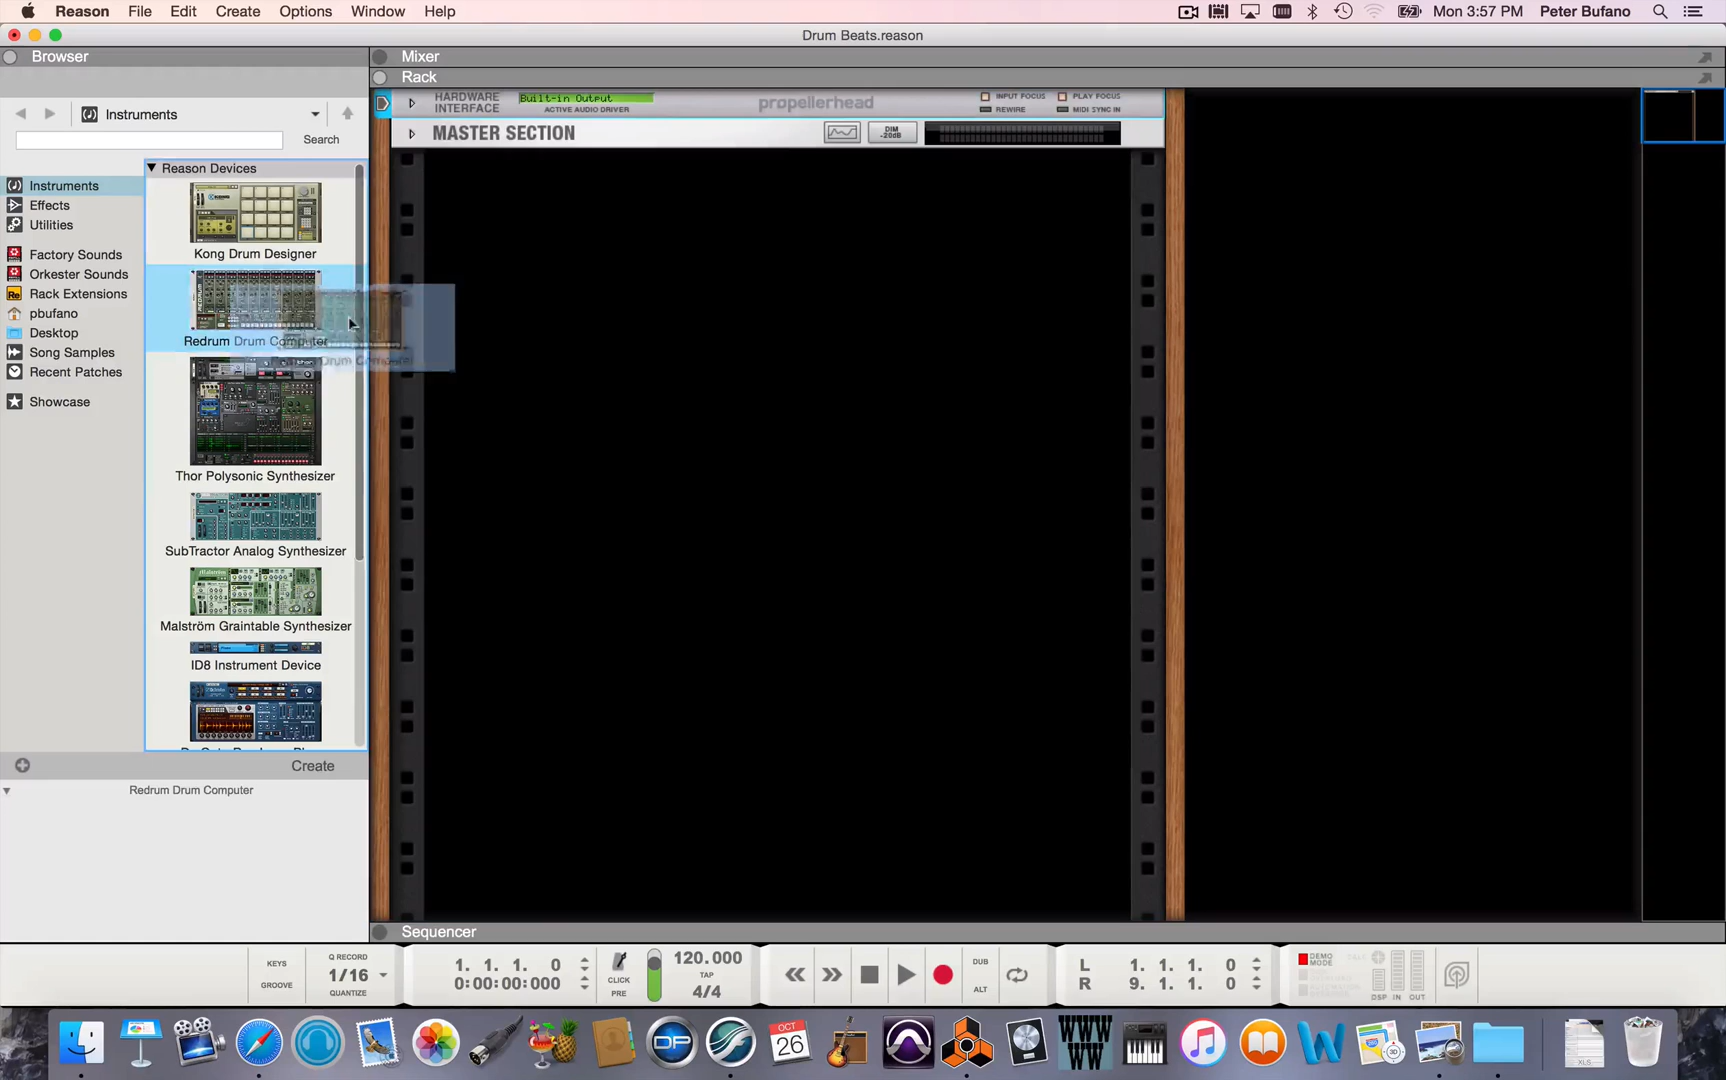 Reason File Edit Create Options Window Help
Mon 3:57 PM Peter Bufano
Drum Beats.reason
Browser
Mixer
Rack
Instruments
Search
HARDWARE INTERFACE
Built-in Output
ACTIVE AUDIO DRIVER
propellerhead
INPUT FOCUS PLAY FOCUS
REWIRE MIDI SYNC IN
MASTER SECTION
DIM
-20dB
Instruments
Effects
Utilities
Factory Sounds
Orkester Sounds
Rack Extensions
pbufano
Desktop
Song Samples
Recent Patches
Showcase
Reason Devices
Kong Drum Designer
Redrum Drum Computer
Thor Polysonic Synthesizer
SubTractor Analog Synthesizer
Malström Graintable Synthesizer
ID8 Instrument Device
Create
Redrum Drum Computer
Sequencer
KEYS
GROOVE
Q RECORD
1/16
QUANTIZE
1. 1. 1. 0
0:00:00:000
CLICK
PRE
120.000
TAP
4/4
DUB
ALT
L 1. 1. 1. 0
R 9. 1. 1. 0
DEMO
MODE
DSP IN OUT
OCT
26
DP
WWW
WWW
W
XLS